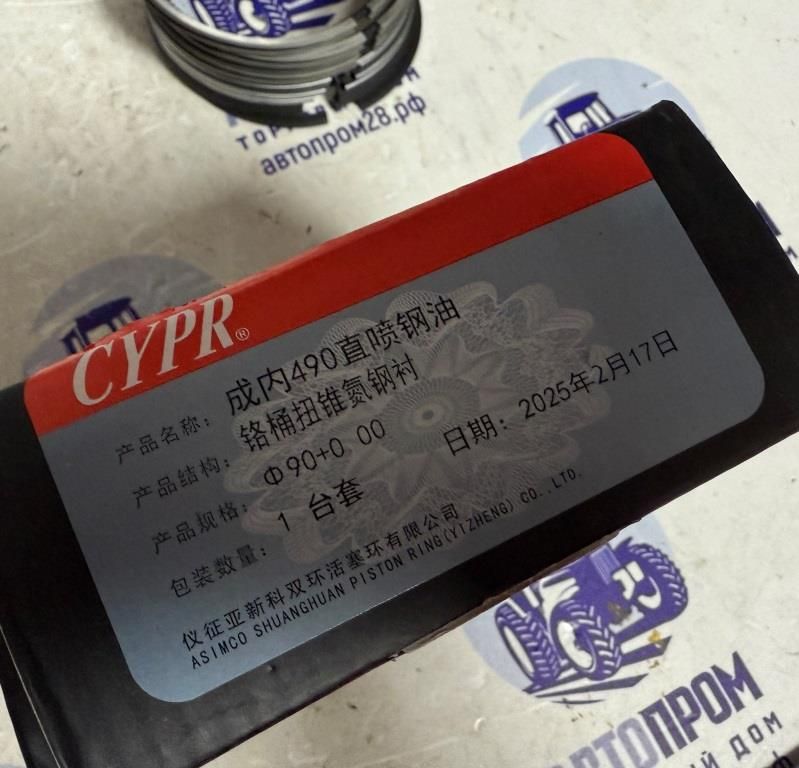 автопром28.рф
CYPR®
产品名称: 成内490直喷钢油
产品结构: 铬桶扭锥氮钢衬
产品规格: Φ90+0 00
日期: 2025年2月17日
包装数量: 1 台套
仪征亚新科双环活塞环有限公司
ASIMCO SHUANGHUAN PISTON RING(YIZHENG) CO.,LTD.
АВТОПРОМ
ДОМ